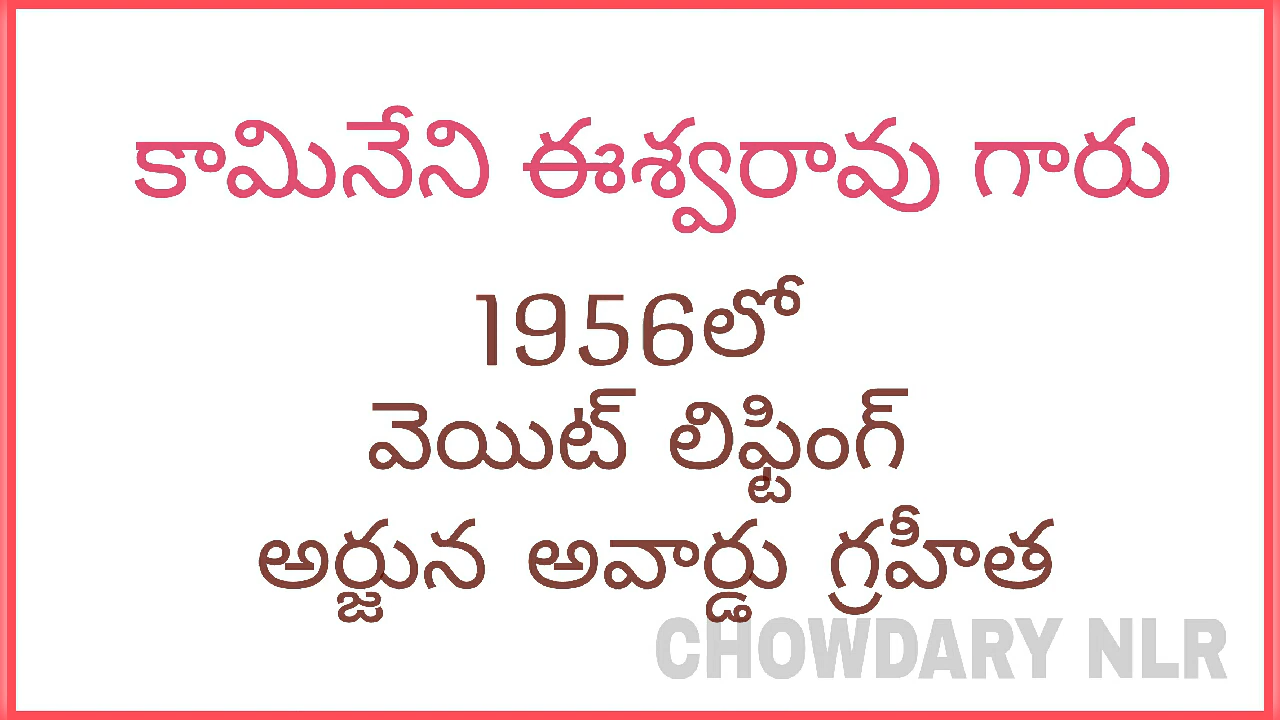 కామినేని ఈశ్వరావు గారు
1956లో
వెయిట్ లిఫ్టింగ్
అర్జున అవార్డు గ్రహీత
CHOWDARY NLR